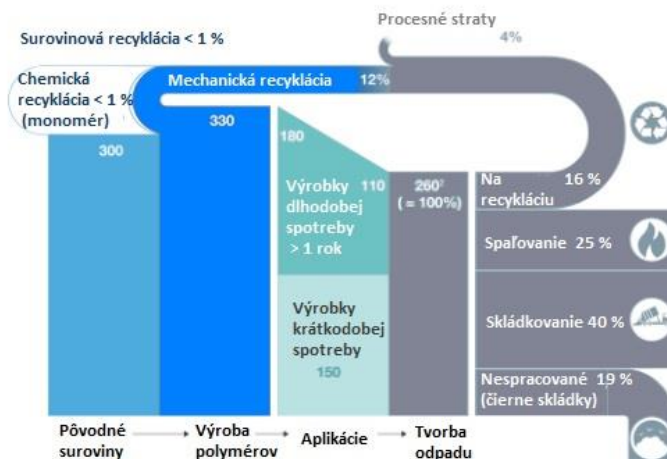 Procesné straty
4%
Surovinová recyklácia < 1 %
Chemická
recyklácia < 1 %
(monomér)
Mechanická recyklácia
12%
300
330
180
Výrobky
dlhodobej
spotreby
> 1 rok
110
260²
( = 100%)
Na
recykláciu
16 %
Spaľovanie 25 %
Skládkovanie 40 %
Výrobky
krátkodobej
spotreby
150
Nespracované 19 %
(čierne skládky)
Pôvodné
suroviny
Výroba
polymérov
Aplikácie
Tvorba
odpadu